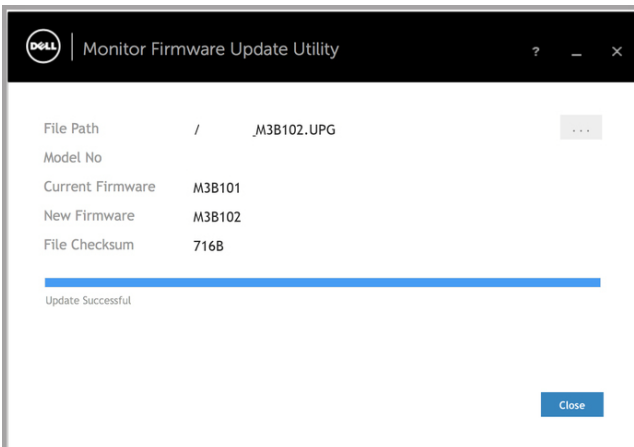 DELL Monitor Firmware Update Utility ? _ ×
File Path / _M3B102.UPG ...
Model No
Current Firmware M3B101
New Firmware M3B102
File Checksum 716B
Update Successful
Close